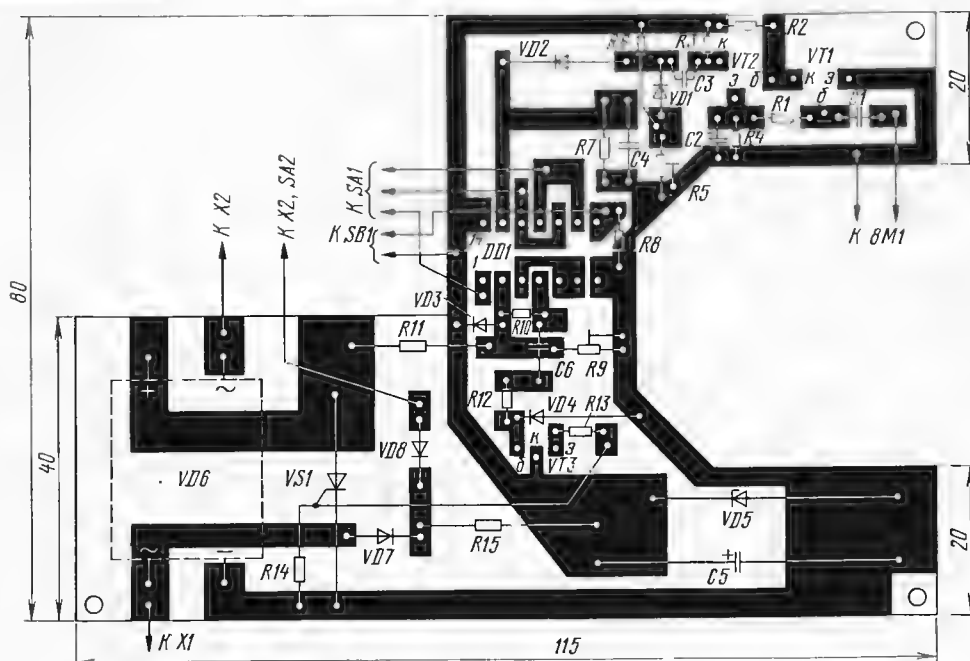 R2
VD2
К
VT2
VT1
C3
Э
б
К
Э
VD1
R1
б
20
R7
C4
C2
R4
К SA1
R5
К X2
К X2, SA2
К SB1
К ВМ1
DD1
R8
1
80
VD3
R11
R10
C6
R9
40
R12
VD4
R13
+
~
К
VD8
б
Э
VT3
VD6
VS1
VD5
20
VD7
R15
~
–
R14
+
C5
К X1
115